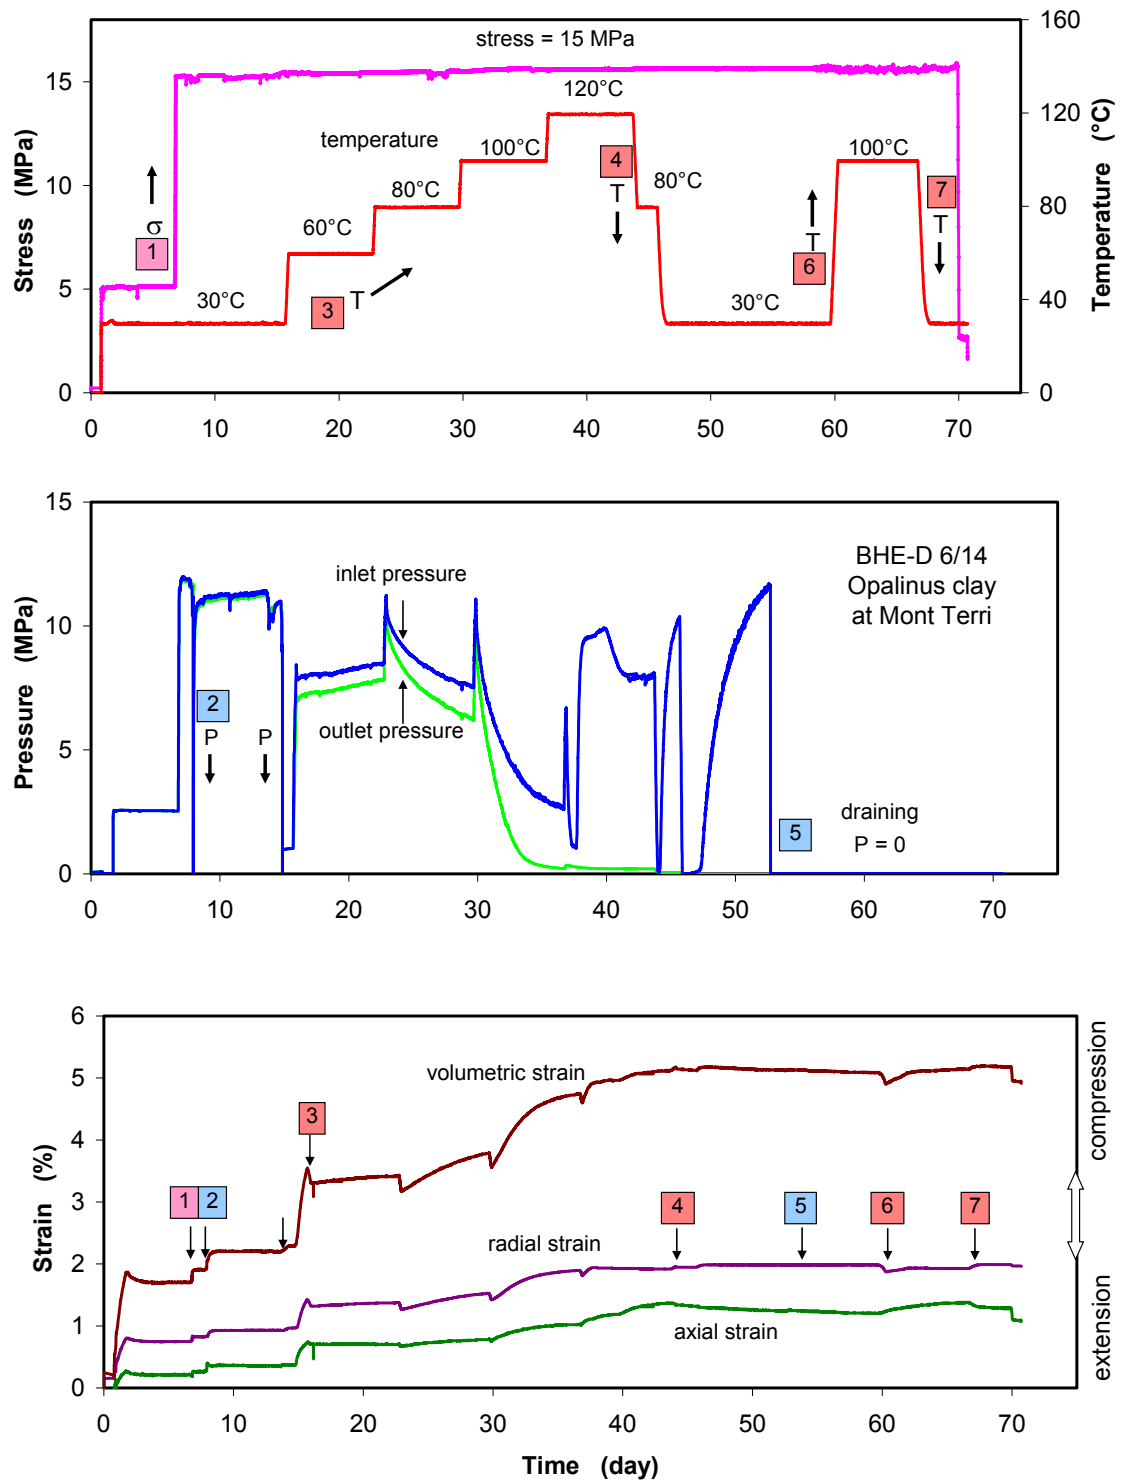 stress = 15 MPa
Stress (MPa)
Temperature (°C)
20
15
10
5
0
160
120
80
40
0
σ
1
temperature
30°C
60°C
80°C
100°C
120°C
3 T
4
T
80°C
30°C
T
6
100°C
7
T
0 10 20 30 40 50 60 70
Pressure (MPa)
15
10
5
0
BHE-D 6/14
Opalinus clay
at Mont Terri
inlet pressure
outlet pressure
2
P P
5
draining
P = 0
0 10 20 30 40 50 60 70
Strain (%)
6
5
4
3
2
1
0
volumetric strain
3
1 2
4 5 6 7
radial strain
axial strain
compression
extension
0 10 20 30 40 50 60 70
Time (day)